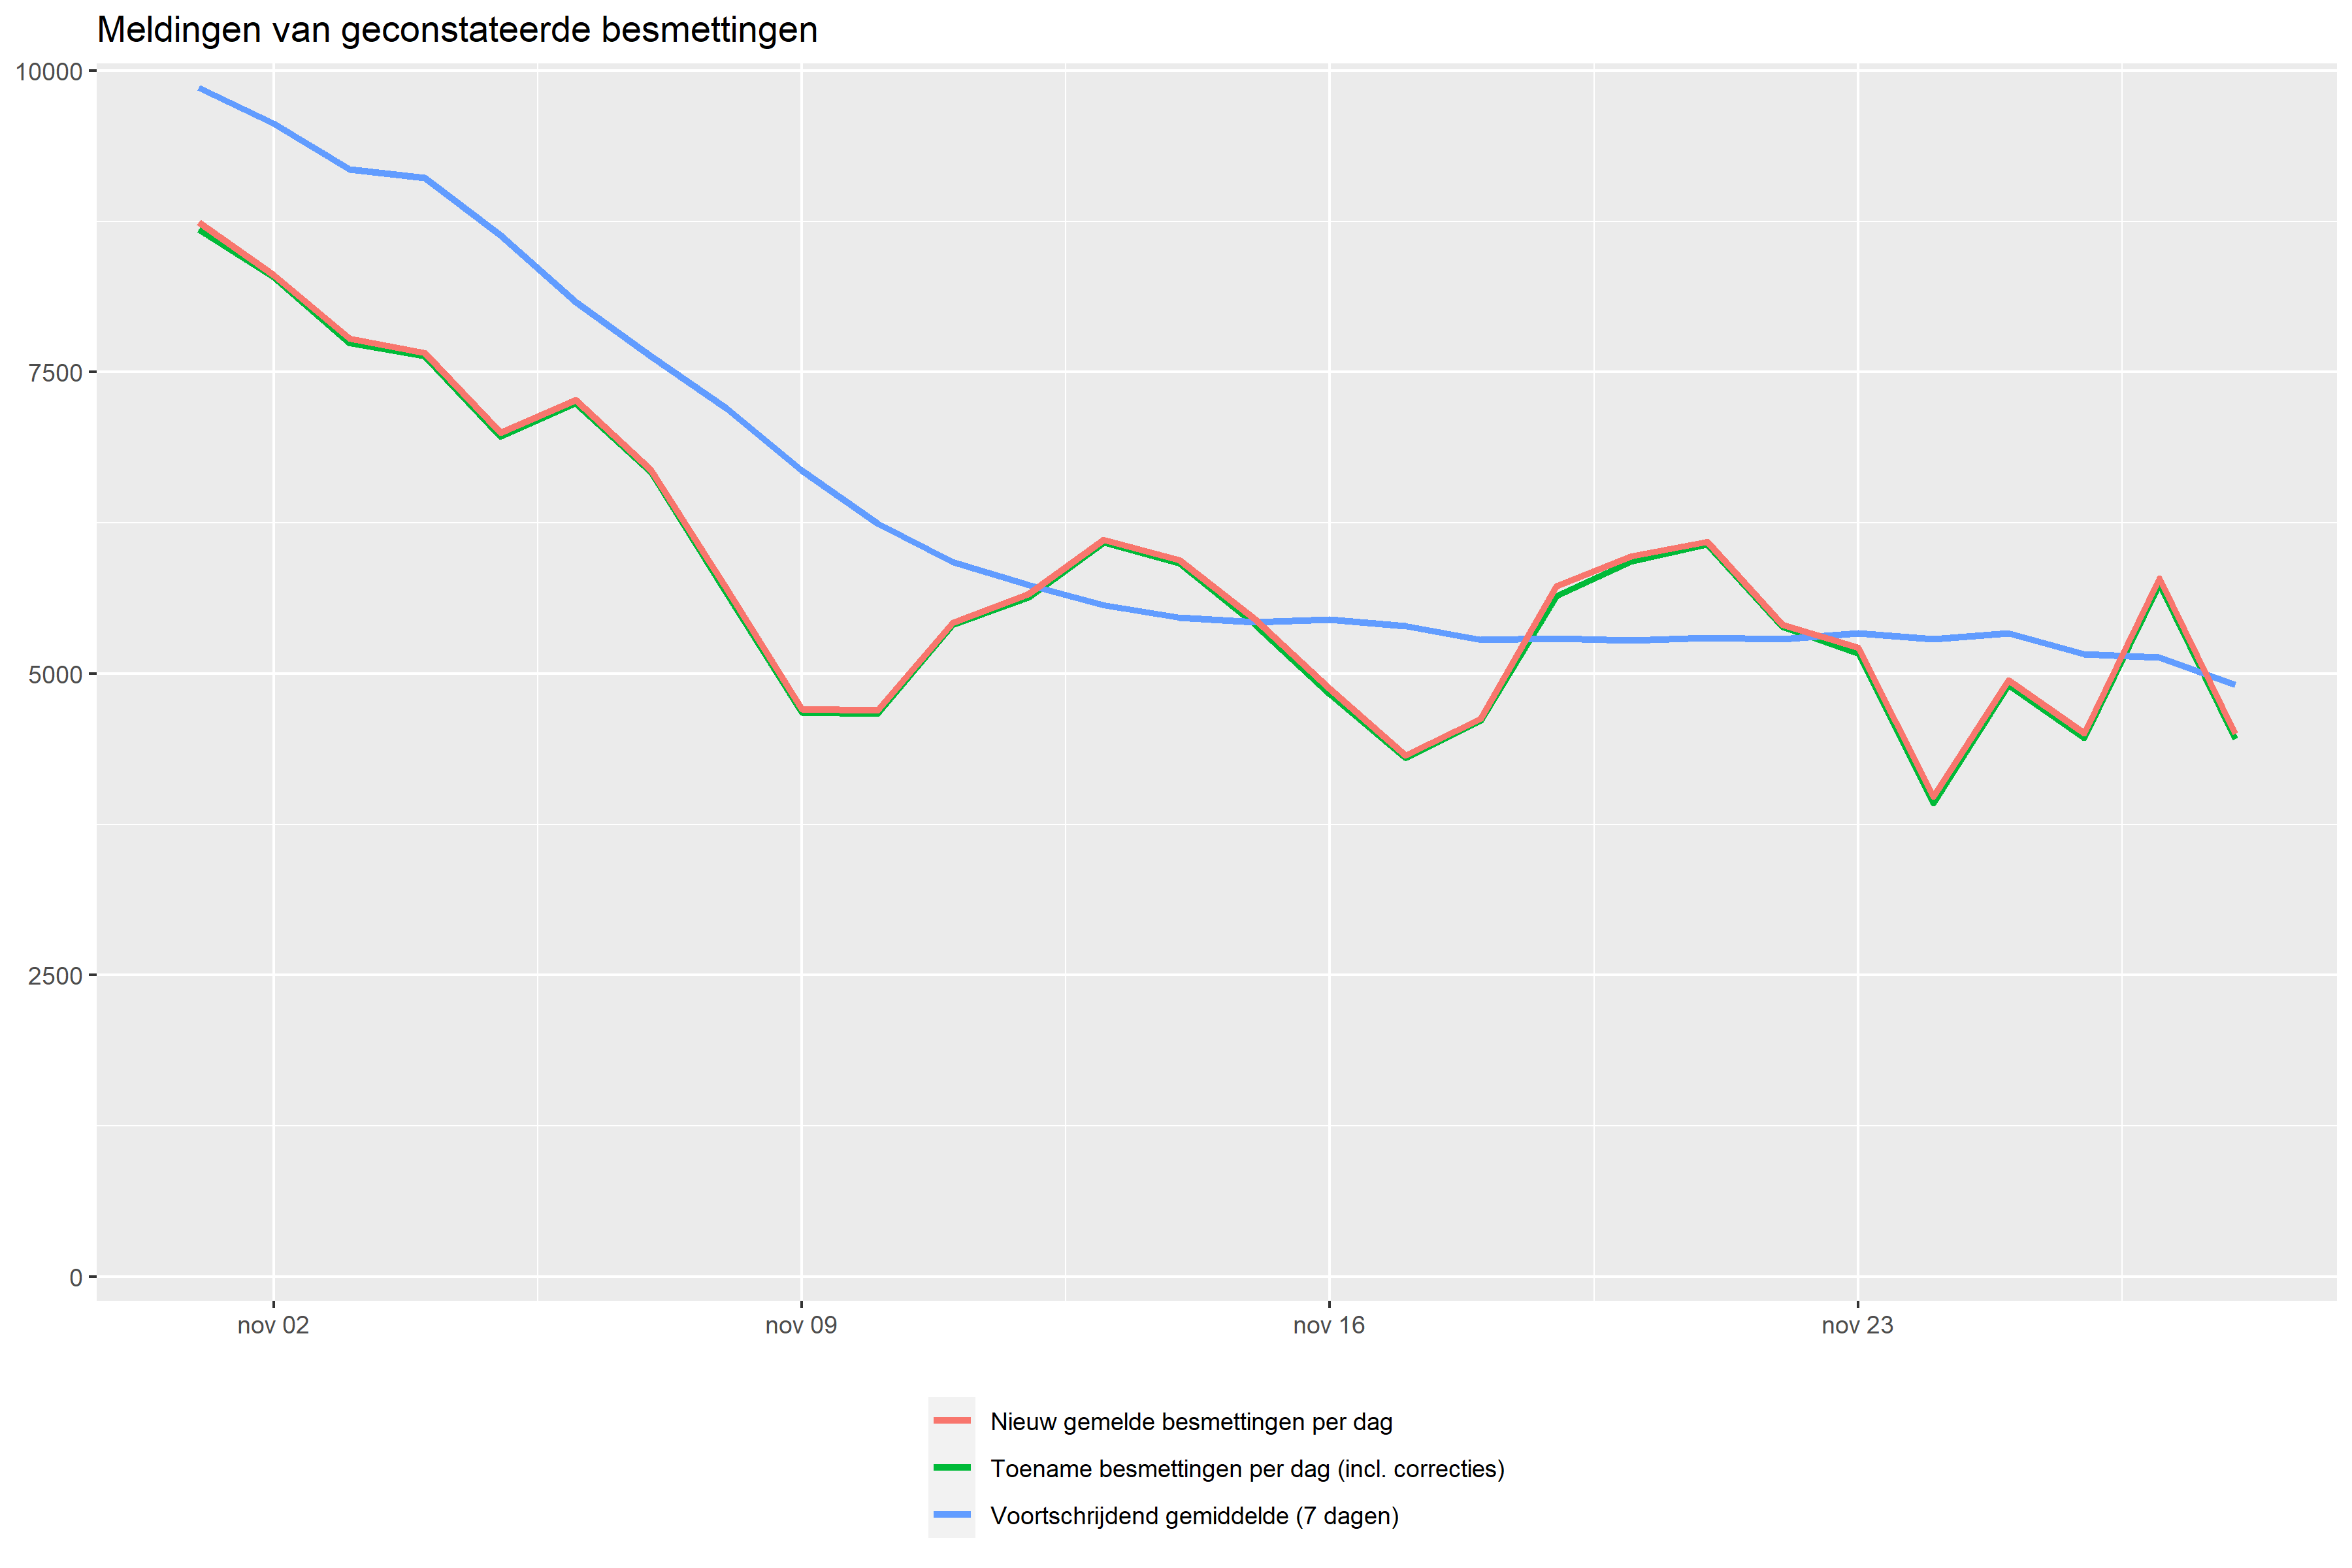 Meldingen van geconstateerde besmettingen
10000
7500
5000
2500
0
nov 02
nov 09
nov 16
nov 23
Nieuw gemelde besmettingen per dag
Toename besmettingen per dag (incl. correcties)
Voortschrijdend gemiddelde (7 dagen)